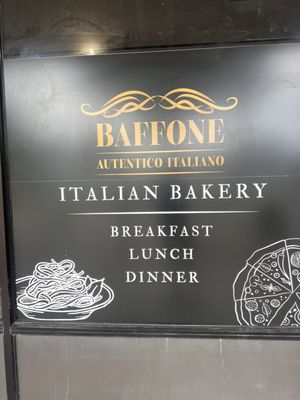 BAFFONE
AUTENTICO ITALIANO
ITALIAN BAKERY
BREAKFAST
LUNCH
DINNER